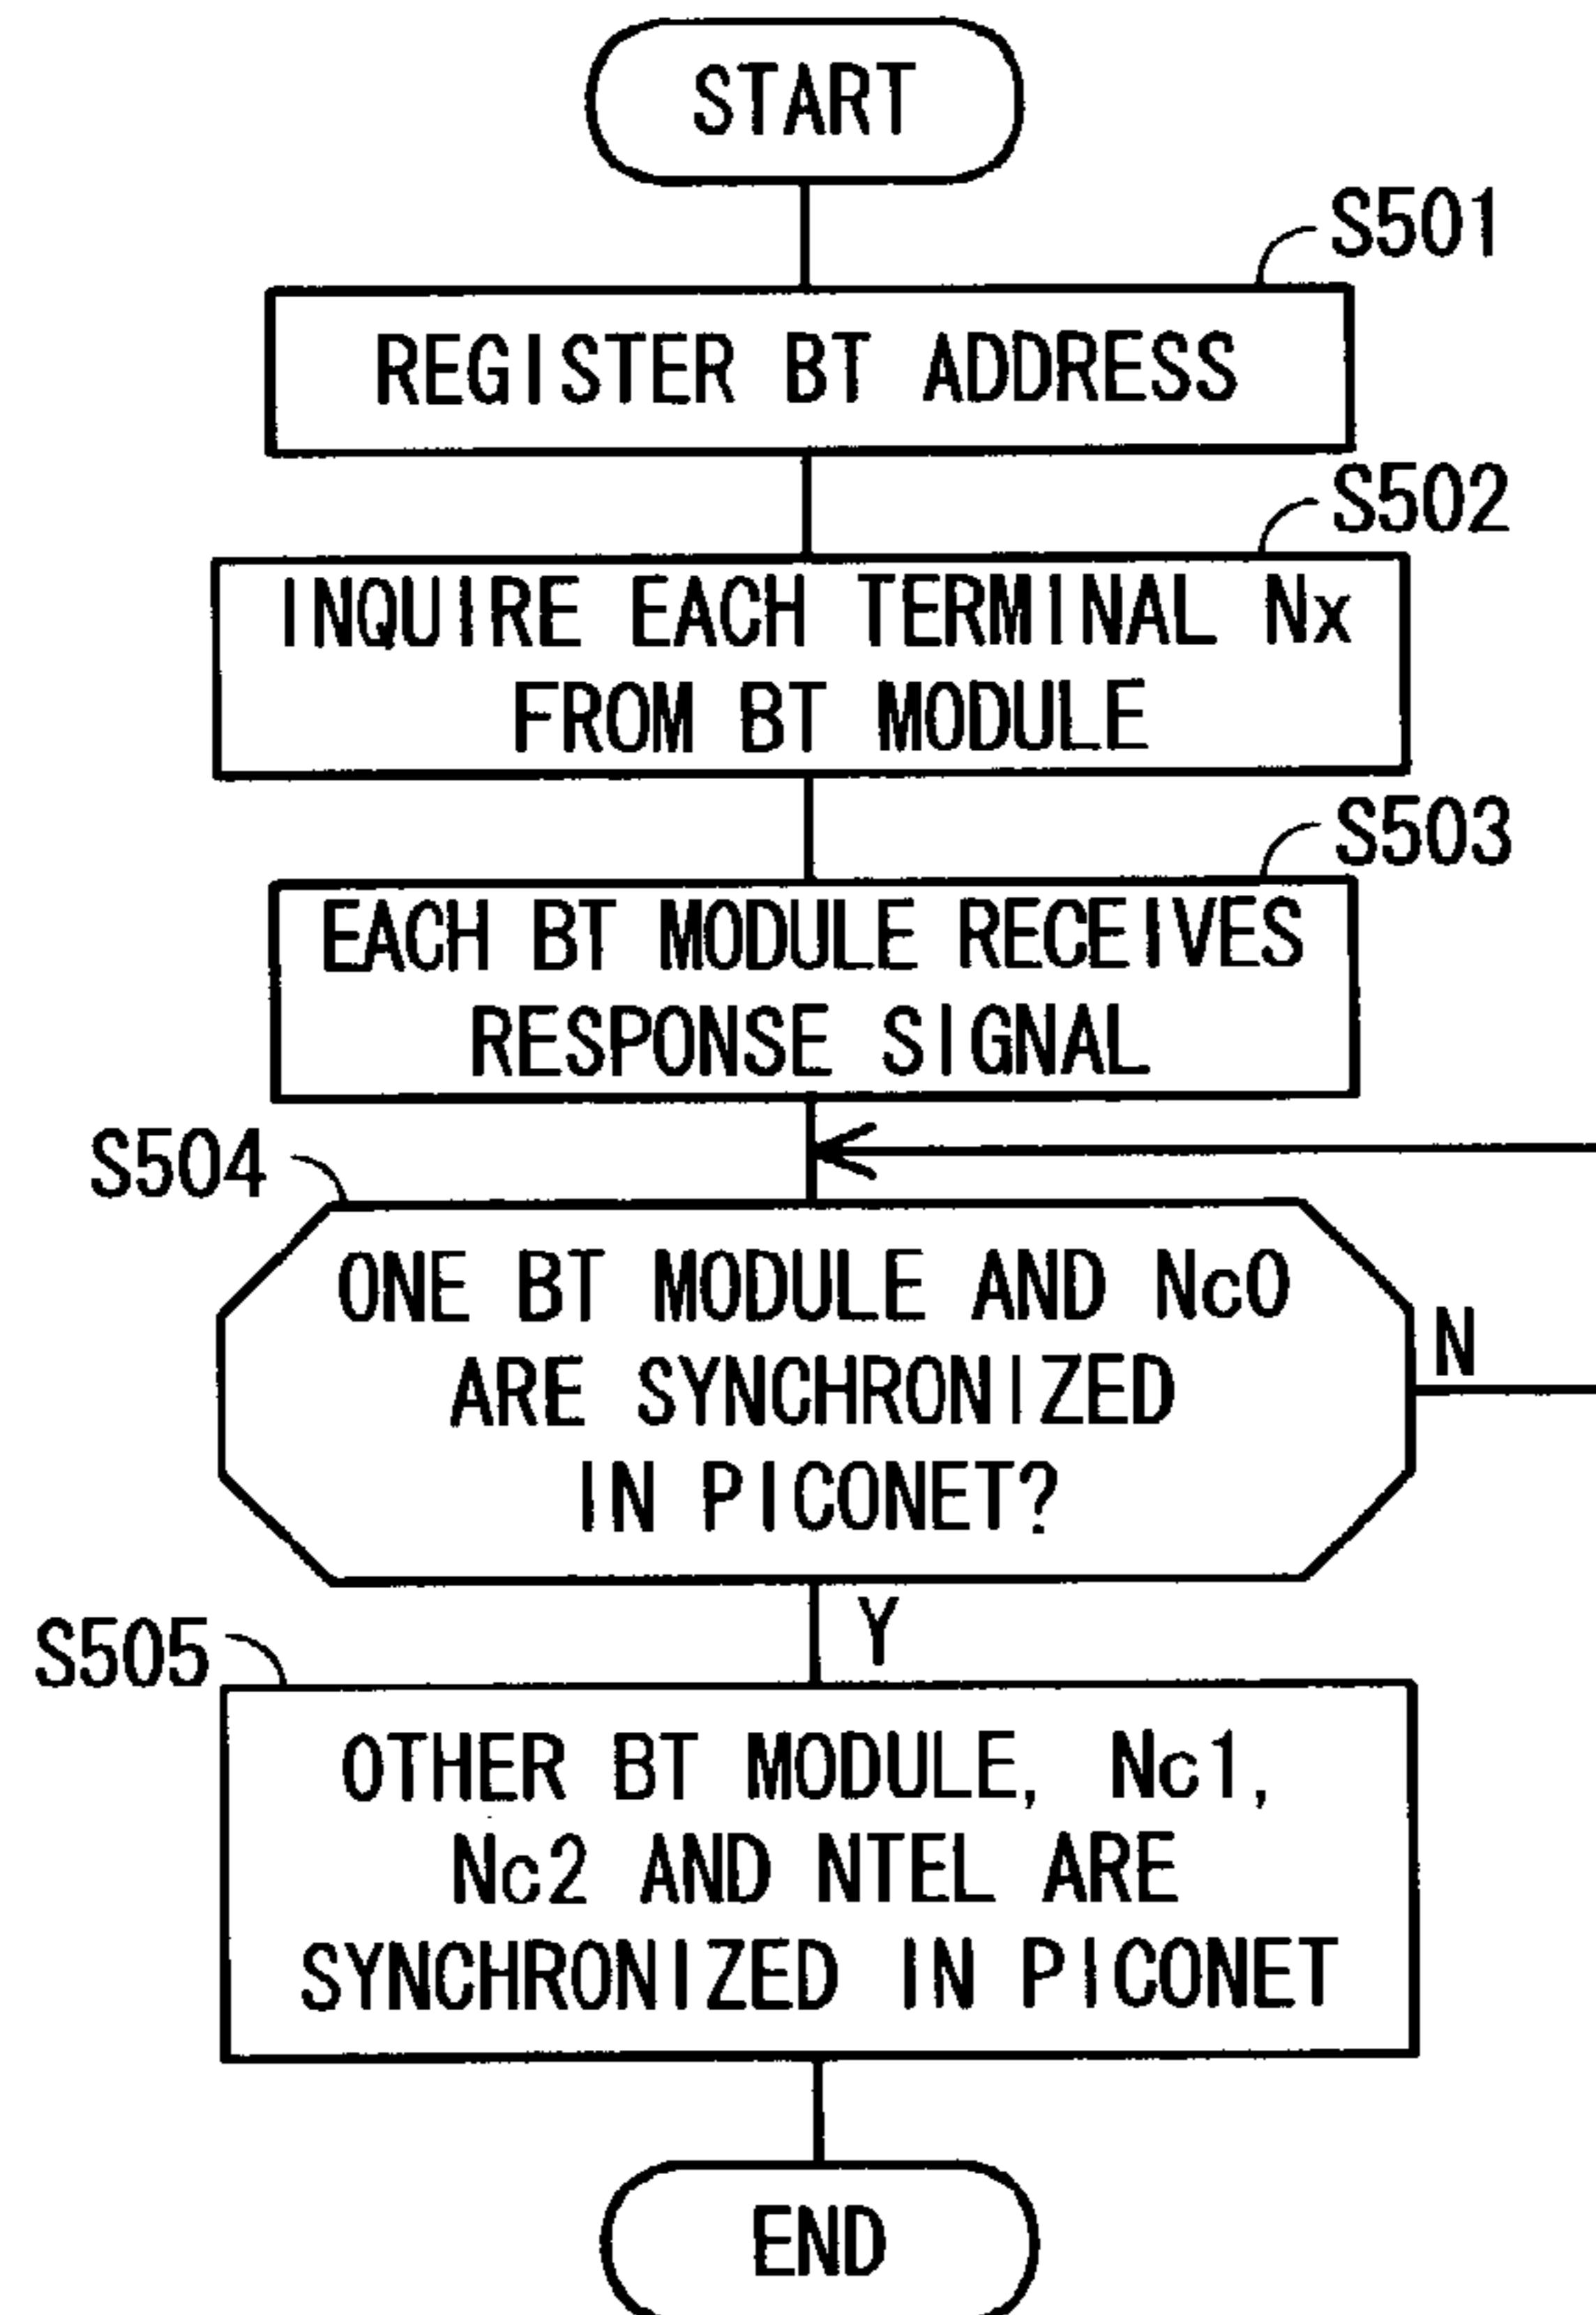 START
S501
REGISTER BT ADDRESS
S502
INQUIRE EACH TERMINAL Nx
FROM BT MODULE
S503
EACH BT MODULE RECEIVES
RESPONSE SIGNAL
S504
ONE BT MODULE AND Nc0
ARE SYNCHRONIZED
IN PICONET?
N
Y
S505
OTHER BT MODULE, Nc1,
Nc2 AND NTEL ARE
SYNCHRONIZED IN PICONET
END